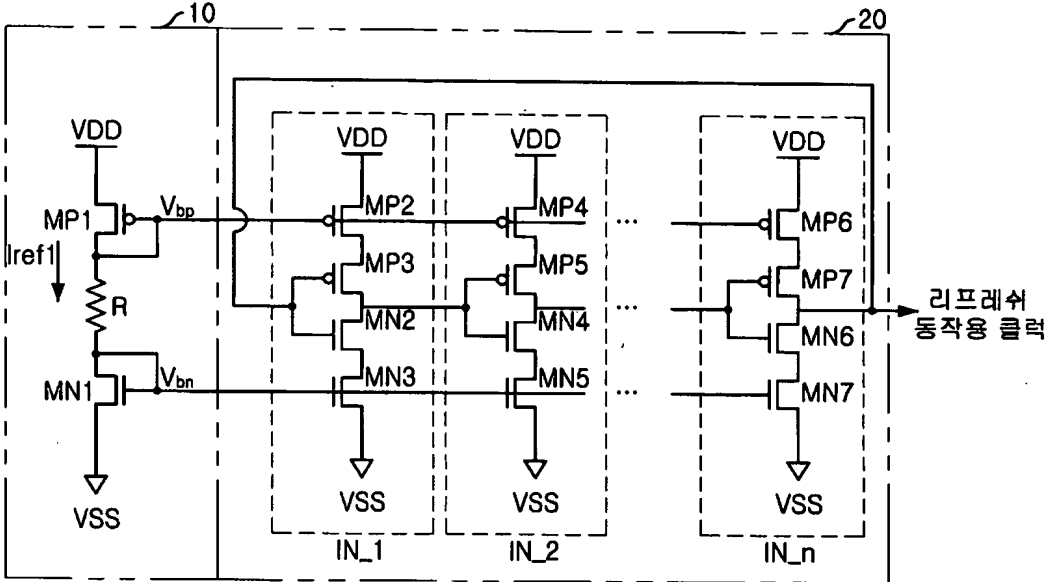 10
20
VDD
VDD
VDD
VDD
MP1
Vbp
MP2
MP4
...
MP6
Iref1
MP3
MP5
MP7
R
MN2
MN4
...
MN6
리프레쉬
동작용 클럭
MN1
Vbn
MN3
MN5
...
MN7
VSS
VSS
VSS
VSS
IN_1
IN_2
IN_n